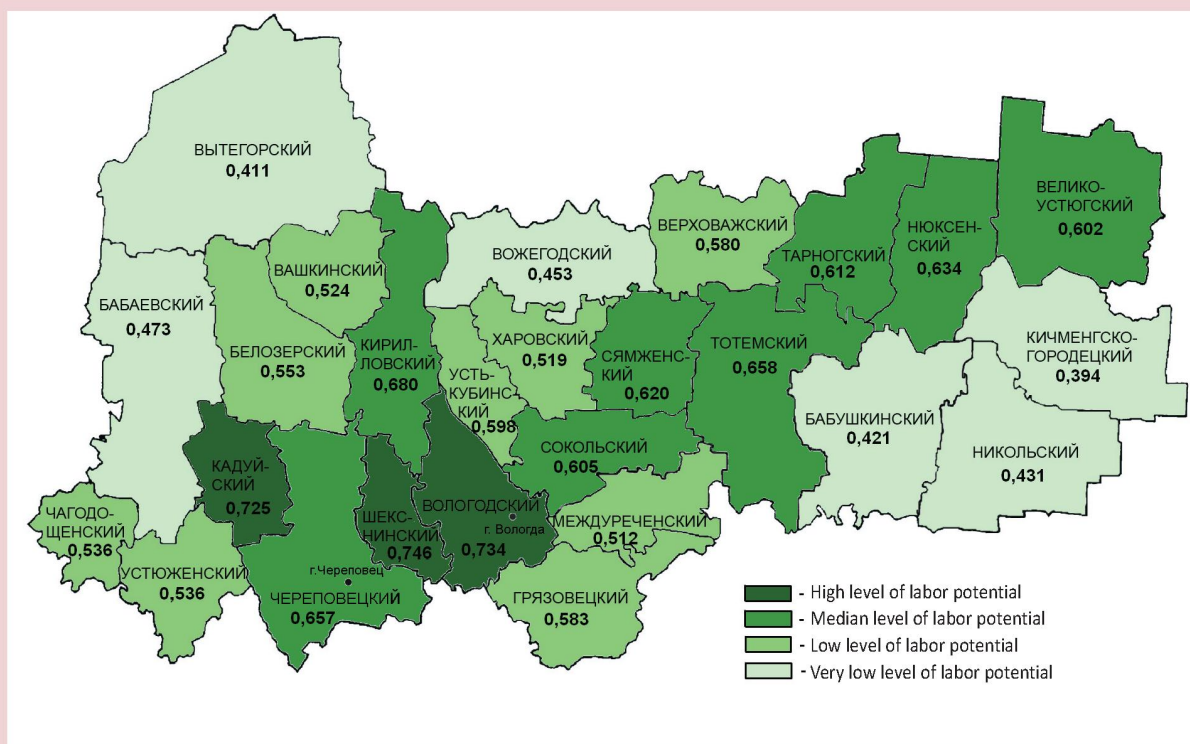 ВЫТЕГОРСКИЙ
0,411
ВЕЛИКО-
УСТЮГСКИЙ
0,602
ВЕРХОВАЖСКИЙ
0,580
НЮКСЕН-
СКИЙ
0,634
ТАРНОГСКИЙ
0,612
ВОЖЕГОДСКИЙ
0,453
ВАШКИНСКИЙ
0,524
БАБАЕВСКИЙ
0,473
БЕЛОЗЕРСКИЙ
0,553
КИРИЛ-
ЛОВСКИЙ
0,680
ХАРОВСКИЙ
0,519
УСТЬ-
КУБИНС-
КИЙ
0,598
СЯМЖЕНС-
КИЙ
0,620
ТОТЕМСКИЙ
0,658
КИЧМЕНГСКО-
ГОРОДЕЦКИЙ
0,394
БАБУШКИНСКИЙ
0,421
НИКОЛЬСКИЙ
0,431
СОКОЛЬСКИЙ
0,605
КАДУЙ-
СКИЙ
0,725
ШЕКС-
НИНСКИЙ
0,746
ВОЛОГОДСКИЙ
г. Вологда
0,734
МЕЖДУРЕЧЕНСКИЙ
0,512
ЧАГОДО-
ЩЕНСКИЙ
0,536
УСТЮЖЕНСКИЙ
0,536
г.Череповец
ЧЕРЕПОВЕЦКИЙ
0,657
ГРЯЗОВЕЦКИЙ
0,583
- High level of labor potential
- Median level of labor potential
- Low level of labor potential
- Very low level of labor potential